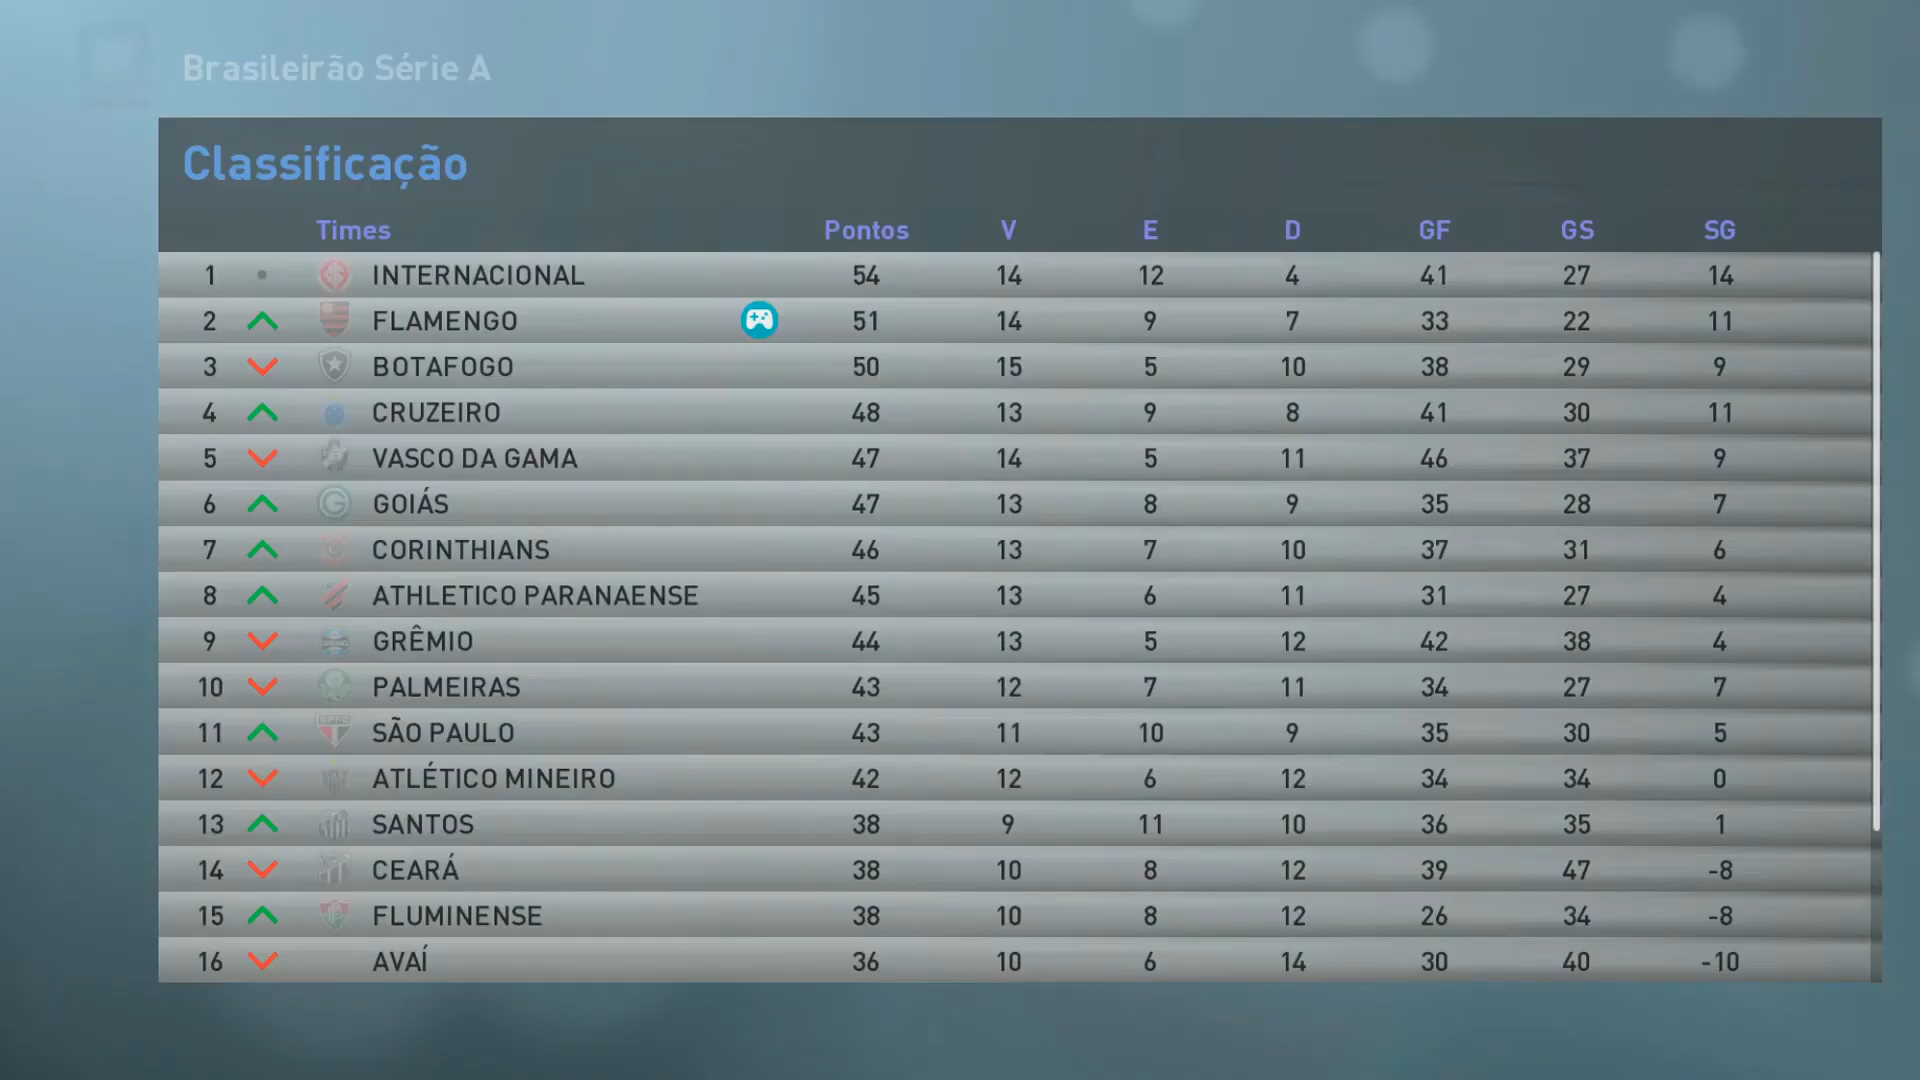 Brasileirão Série A
Classificação
Times Pontos V E D GF GS SG
1 INTERNACIONAL 54 14 12 4 41 27 14
2 FLAMENGO 51 14 9 7 33 22 11
3 BOTAFOGO 50 15 5 10 38 29 9
4 CRUZEIRO 48 13 9 8 41 30 11
5 VASCO DA GAMA 47 14 5 11 46 37 9
6 GOIÁS 47 13 8 9 35 28 7
7 CORINTHIANS 46 13 7 10 37 31 6
8 ATHLETICO PARANAENSE 45 13 6 11 31 27 4
9 GRÊMIO 44 13 5 12 42 38 4
10 PALMEIRAS 43 12 7 11 34 27 7
11 SÃO PAULO 43 11 10 9 35 30 5
12 ATLÉTICO MINEIRO 42 12 6 12 34 34 0
13 SANTOS 38 9 11 10 36 35 1
14 CEARÁ 38 10 8 12 39 47 -8
15 FLUMINENSE 38 10 8 12 26 34 -8
16 AVAÍ 36 10 6 14 30 40 -10